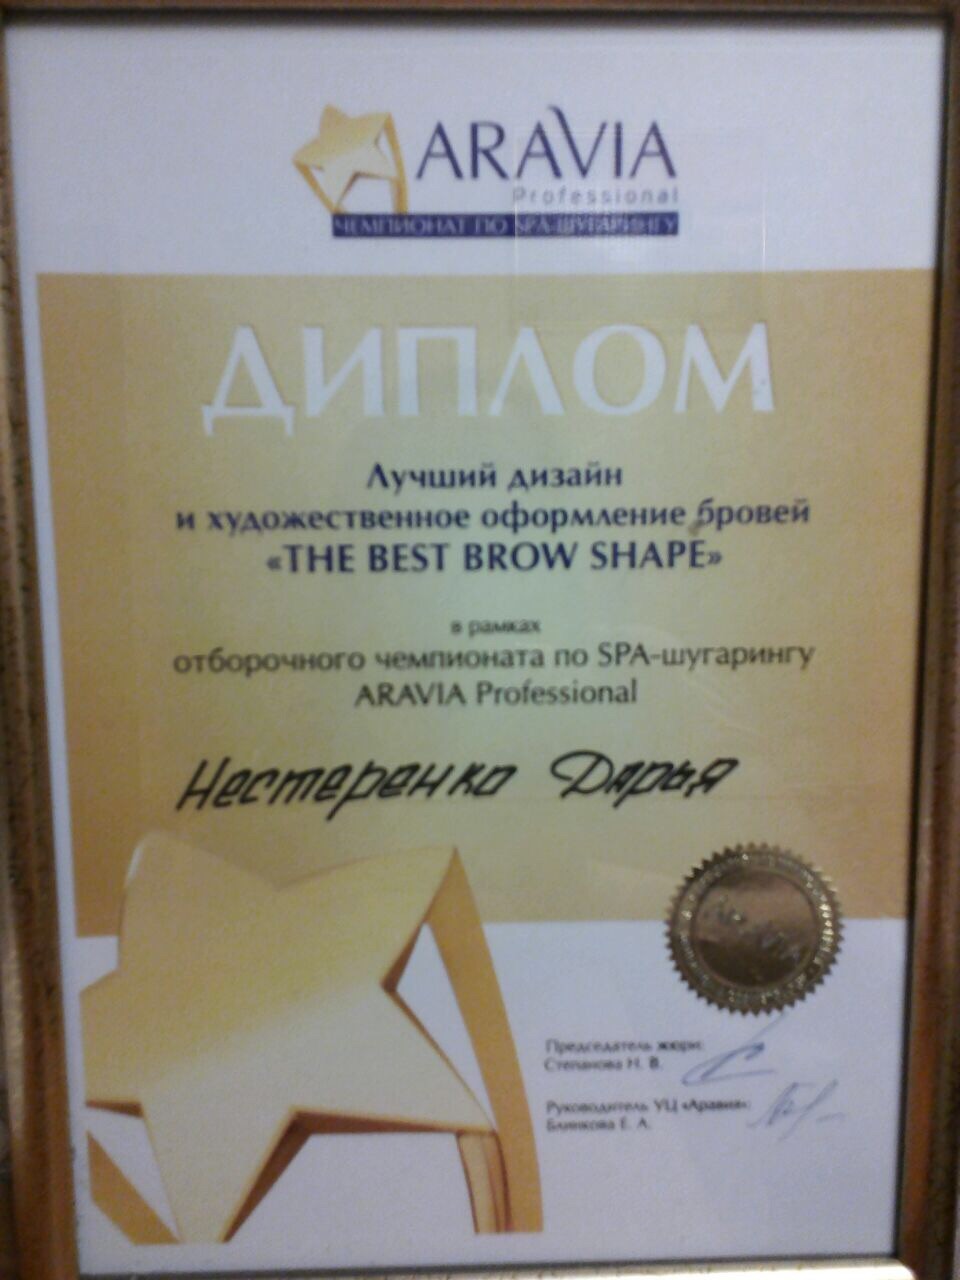 ARAVIA
Professional
ЧЕМПИОНАТ ПО SPA-ШУГАРИНГУ
ДИПЛОМ
Лучший дизайн
и художественное оформление бровей
«THE BEST BROW SHAPE»
в рамках
отборочного чемпионата по SPA-шугарингу
ARAVIA Professional
Нестеренко Дарья
Председатель жюри:
Степанова Н. В.
Руководитель УЦ «Аравия»:
Блинкова Е. А.